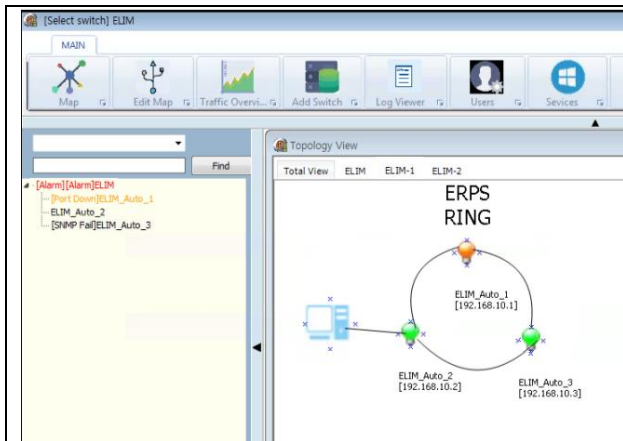 [Select switch] ELIM
MAIN
Map
Edit Map
Traffic Overvi...
Add Switch
Log Viewer
Users
Sevices
Find
[Alarm][Alarm]ELIM
[Port Down]ELIM_Auto_1
ELIM_Auto_2
[SNMP Fail]ELIM_Auto_3
Topology View
Total View
ELIM
ELIM-1
ELIM-2
ERPS
RING
ELIM_Auto_1
[192.168.10.1]
ELIM_Auto_2
[192.168.10.2]
ELIM_Auto_3
[192.168.10.3]